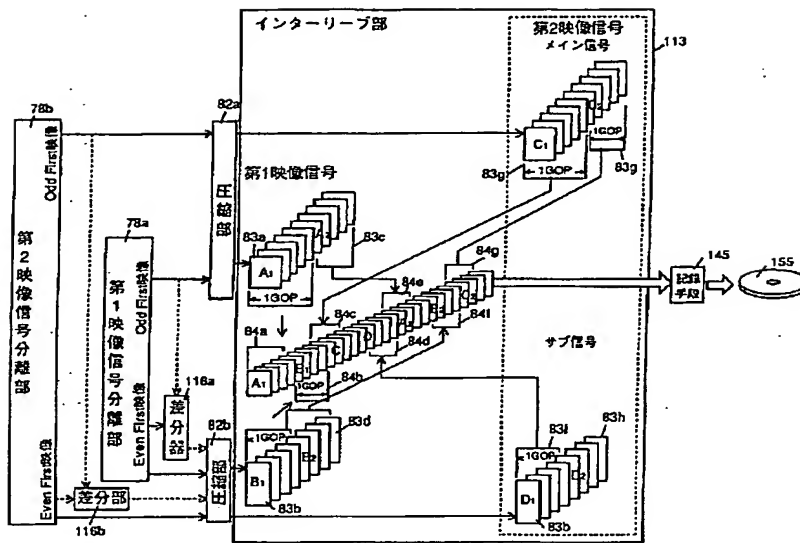 インターリーブ部
第2映像信号
メイン信号
113
78b
82a
Odd First映像
C1
1GOP
83g
1GOP
83g
第1映像信号
圧縮部
78a
83a
83c
第2映像信号分離部
第1映像信号分離部
Odd First映像
A1
1GOP
84g
84e
145
155
記録
手段
84c
84a
84f
サブ信号
A1
B1
C1
1GOP
84b
84d
116a
差分器
82b
圧縮部
83d
1GOP
B2
83i
83h
1GOP
D2
Even First映像
Even First映像
差分部
116b
B1
83b
D1
83b